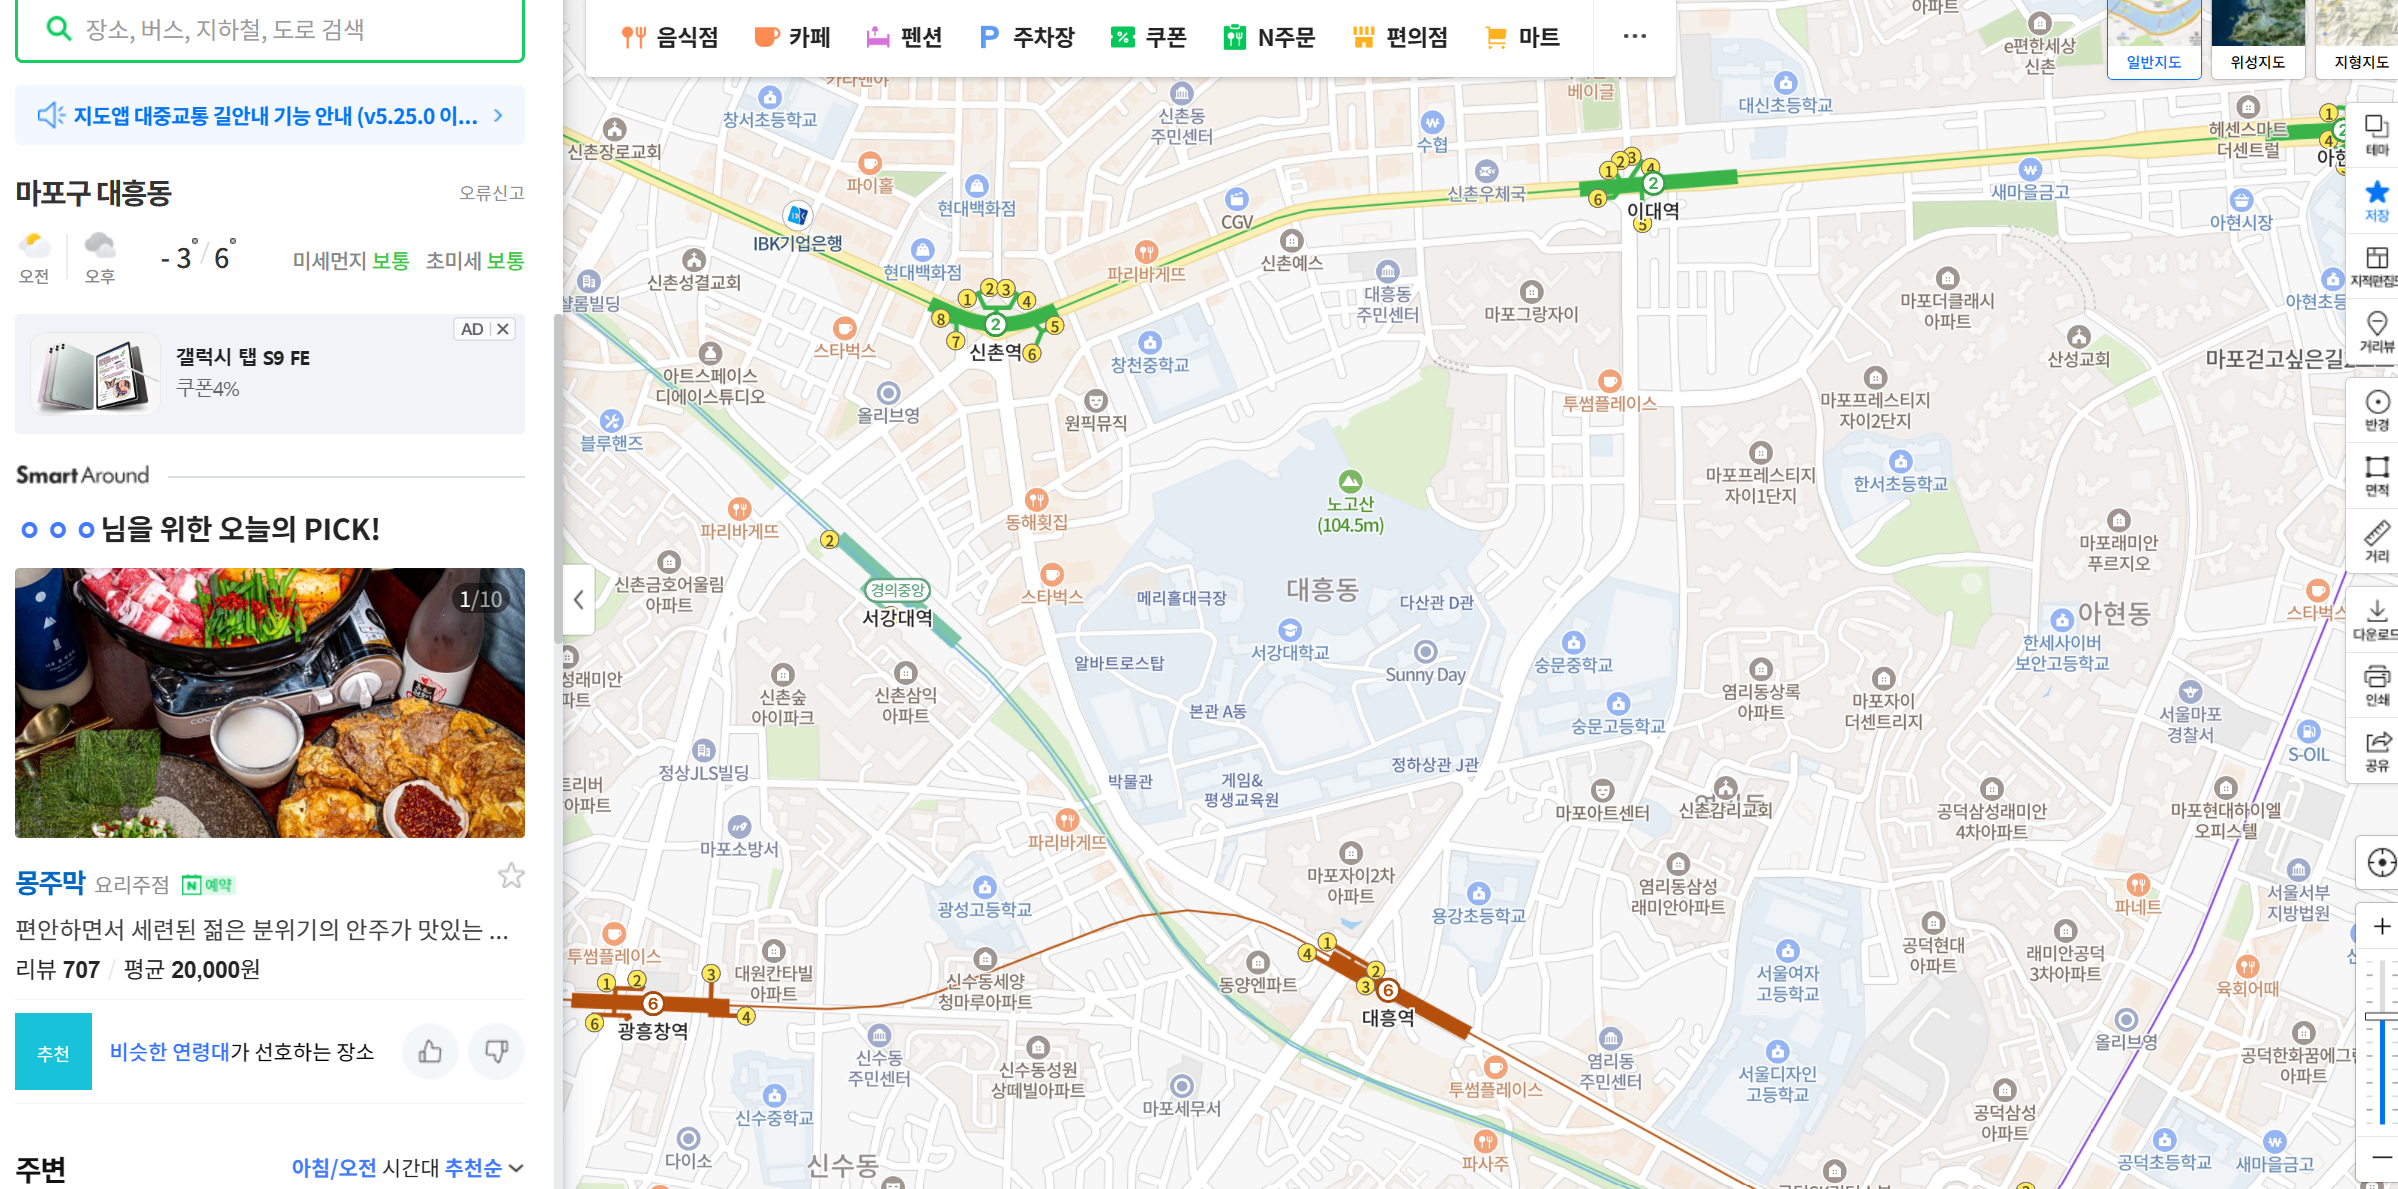 장소, 버스, 지하철, 도로 검색
지도앱 대중교통 길안내 기능 안내 (v5.25.0 이...
마포구 대흥동
오류신고
오전
오후
-3° / 6°
미세먼지 보통 초미세 보통
AD
갤럭시 탭 S9 FE
쿠폰4%
SmartAround
님을 위한 오늘의 PICK!
1/10
몽주막 요리주점 N 예약
편안하면서 세련된 젊은 분위기의 안주가 맛있는 ...
리뷰 707 / 평균 20,000원
추천
비슷한 연령대가 선호하는 장소
주변
아침/오전 시간대 추천순
음식점
카페
펜션
주차장
쿠폰
N주문
편의점
마트
...
일반지도
위성지도
지형도
테마
저장
지적편집도
거리뷰
반경
면적
거리
다운로드
인쇄
공유
아파트
e편한세상
신촌
베이글
창서초등학교
신촌동
주민센터
수협
대신초등학교
헤센스마트
더센트럴
신촌장로교회
파이홀
현대백화점
CGV
신촌우체국
이대역
새마을금고
아현시장
IBK기업은행
현대백화점
파리바게뜨
신촌예스
신촌성결교회
샬롬빌딩
대흥동
주민센터
마포그랑자이
마포더클래시
아파트
아현초등
스타벅스
신촌역
창천중학교
산성교회
마포걷고싶은길
아트스페이스
디에이스튜디오
올리브영
원픽뮤직
투썸플레이스
마포프레스티지
자이2단지
블루핸즈
마포프레스티지
자이1단지
한서초등학교
노고산
(104.5m)
파리바게뜨
동해횟집
마포래미안
푸르지오
신촌금호어울림
아파트
경의중앙
서강대역
스타벅스
메리홀대극장
대흥동
다산관 D관
아현동
스타벅스
서강대학교
한세사이버
보안고등학교
알바트로스탑
Sunny Day
숭문중학교
성래미안
파트
신촌숲
아이파크
신촌삼익
아파트
본관 A동
숭문고등학교
염리동상록
아파트
마포자이
더센트리지
서울마포
경찰서
S-OIL
정상JLS빌딩
박물관
게임&
평생교육원
정하상관 J관
트리버
아파트
마포아트센터
신촌감리교회
공덕삼성래미안
4차아파트
마포현대하이엘
오피스텔
마포소방서
파리바게뜨
마포자이2차
아파트
염리동삼성
래미안아파트
광성고등학교
용강초등학교
파네트
서울서부
지방법원
투썸플레이스
대원칸타빌
아파트
신수동세양
청마루아파트
동양엔파트
서울여자
고등학교
공덕현대
아파트
래미안공덕
3차아파트
육회어때
광흥창역
대흥역
신수동
주민센터
신수동성원
상떼빌아파트
마포세무서
투썸플레이스
염리동
주민센터
서울디자인
고등학교
올리브영
공덕한화꿈에그린
아파트
신수중학교
공덕삼성
아파트
다이소
신수동
파사주
공덕초등학교
새마을금고